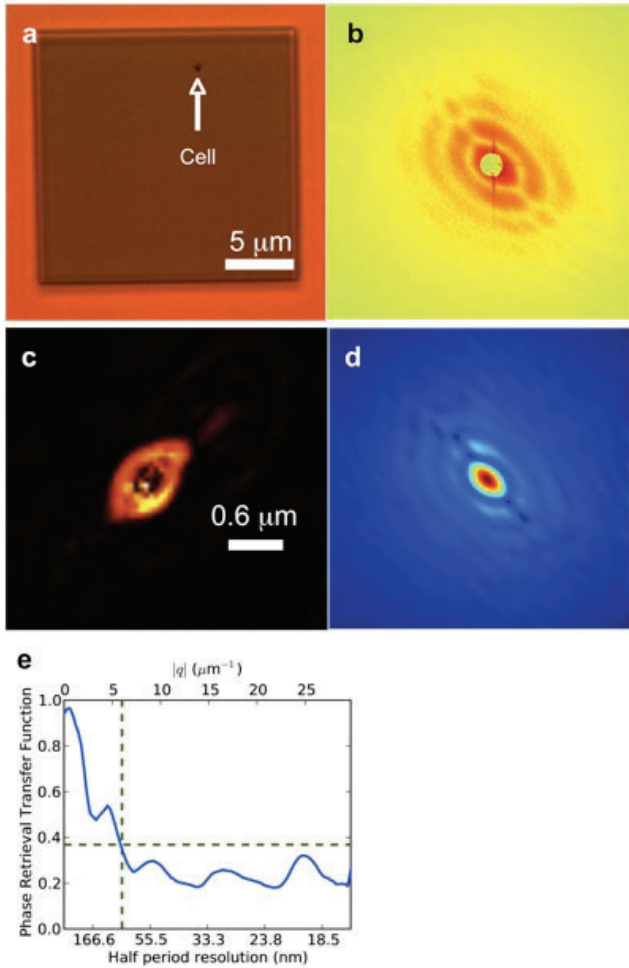 a
Cell
5 μm
b
c
0.6 μm
d
e
|q| (μm⁻¹)
0 5 10 15 20 25
Phase Retrieval Transfer Function
1.0
0.8
0.6
0.4
0.2
0.0
166.6 55.5 33.3 23.8 18.5
Half period resolution (nm)